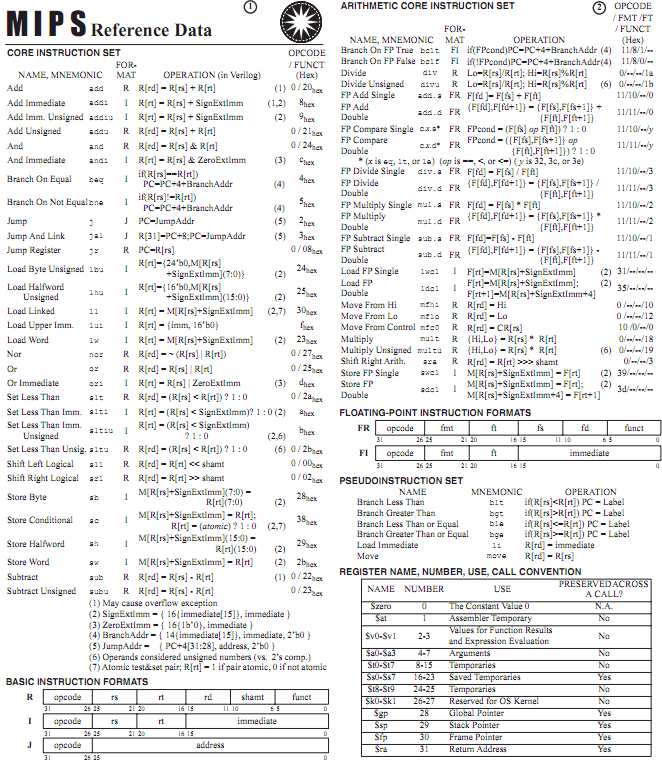 ①
MIPS Reference Data
CORE INSTRUCTION SET
OPCODE
FOR-
/ FUNCT
NAME, MNEMONIC MAT OPERATION (in Verilog) (Hex)
Add add R R[rd] = R[rs] + R[rt] (1) 0 / 20hex
Add Immediate addi I R[rt] = R[rs] + SignExtImm (1,2) 8hex
Add Imm. Unsigned addiu I R[rt] = R[rs] + SignExtImm (2) 9hex
Add Unsigned addu R R[rd] = R[rs] + R[rt] 0 / 21hex
And and R R[rd] = R[rs] & R[rt] 0 / 24hex
And Immediate andi I R[rt] = R[rs] & ZeroExtImm (3) chex
Branch On Equal beq I if(R[rs]==R[rt])
PC=PC+4+BranchAddr (4) 4hex
Branch On Not Equal bne I if(R[rs]!=R[rt])
PC=PC+4+BranchAddr (4) 5hex
Jump j J PC=JumpAddr (5) 2hex
Jump And Link jal J R[31]=PC+8;PC=JumpAddr (5) 3hex
Jump Register jr R PC=R[rs] 0 / 08hex
Load Byte Unsigned lbu I R[rt]={24'b0,M[R[rs]
+SignExtImm](7:0)} (2) 24hex
Load Halfword
Unsigned lhu I R[rt]={16'b0,M[R[rs]
+SignExtImm](15:0)} (2) 25hex
Load Linked ll I R[rt] = M[R[rs]+SignExtImm] (2,7) 30hex
Load Upper Imm. lui I R[rt] = {imm, 16'b0} fhex
Load Word lw I R[rt] = M[R[rs]+SignExtImm] (2) 23hex
Nor nor R R[rd] = ~ (R[rs] | R[rt]) 0 / 27hex
Or or R R[rd] = R[rs] | R[rt] 0 / 25hex
Or Immediate ori I R[rt] = R[rs] | ZeroExtImm (3) dhex
Set Less Than slt R R[rd] = (R[rs] < R[rt]) ? 1 : 0 0 / 2ahex
Set Less Than Imm. slti I R[rt] = (R[rs] < SignExtImm)? 1 : 0 (2) ahex
Set Less Than Imm.
Unsigned sltiu I R[rt] = (R[rs] < SignExtImm)
? 1 : 0 (2,6) bhex
Set Less Than Unsig. sltu R R[rd] = (R[rs] < R[rt]) ? 1 : 0 (6) 0 / 2bhex
Shift Left Logical sll R R[rd] = R[rt] << shamt 0 / 00hex
Shift Right Logical srl R R[rd] = R[rt] >> shamt 0 / 02hex
Store Byte sb I M[R[rs]+SignExtImm](7:0) =
R[rt](7:0) (2) 28hex
Store Conditional sc I M[R[rs]+SignExtImm] = R[rt];
R[rt] = (atomic) ? 1 : 0 (2,7) 38hex
Store Halfword sh I M[R[rs]+SignExtImm](15:0) =
R[rt](15:0) (2) 29hex
Store Word sw I M[R[rs]+SignExtImm] = R[rt] (2) 2bhex
Subtract sub R R[rd] = R[rs] - R[rt] (1) 0 / 22hex
Subtract Unsigned subu R R[rd] = R[rs] - R[rt] 0 / 23hex
(1) May cause overflow exception
(2) SignExtImm = { 16{immediate[15]}, immediate }
(3) ZeroExtImm = { 16{1b'0}, immediate }
(4) BranchAddr = { 14{immediate[15]}, immediate, 2'b0 }
(5) JumpAddr = { PC+4[31:28], address, 2'b0 }
(6) Operands considered unsigned numbers (vs. 2's comp.)
(7) Atomic test&set pair; R[rt] = 1 if pair atomic, 0 if not atomic
BASIC INSTRUCTION FORMATS
R opcode rs rt rd shamt funct
31 26 25 21 20 16 15 11 10 6 5 0
I opcode rs rt immediate
31 26 25 21 20 16 15 0
J opcode address
31 26 25 0
ARITHMETIC CORE INSTRUCTION SET ② OPCODE
/ FMT /FT
FOR-
/ FUNCT
NAME, MNEMONIC MAT OPERATION (Hex)
Branch On FP True bc1t FI if(FPcond)PC=PC+4+BranchAddr (4) 11/8/1/--
Branch On FP False bc1f FI if(!FPcond)PC=PC+4+BranchAddr(4) 11/8/0/--
Divide div R Lo=R[rs]/R[rt]; Hi=R[rs]%R[rt] 0/--/--/1a
Divide Unsigned divu R Lo=R[rs]/R[rt]; Hi=R[rs]%R[rt] (6) 0/--/--/1b
FP Add Single add.s FR F[fd ]= F[fs] + F[ft] 11/10/--/0
FP Add
Double add.d FR {F[fd],F[fd+1]} = {F[fs],F[fs+1]} +
{F[ft],F[ft+1]} 11/11/--/0
FP Compare Single c.x.s* FR FPcond = (F[fs] op F[ft]) ? 1 : 0 11/10/--/y
FP Compare
Double c.x.d* FR FPcond = ({F[fs],F[fs+1]} op
{F[ft],F[ft+1]}) ? 1 : 0 11/11/--/y
* (x is eq, lt, or le) (op is ==, <, or <=) ( y is 32, 3c, or 3e)
FP Divide Single div.s FR F[fd] = F[fs] / F[ft] 11/10/--/3
FP Divide
Double div.d FR {F[fd],F[fd+1]} = {F[fs],F[fs+1]} /
{F[ft],F[ft+1]} 11/11/--/3
FP Multiply Single mul.s FR F[fd] = F[fs] * F[ft] 11/10/--/2
FP Multiply
Double mul.d FR {F[fd],F[fd+1]} = {F[fs],F[fs+1]} *
{F[ft],F[ft+1]} 11/11/--/2
FP Subtract Single sub.s FR F[fd]=F[fs] - F[ft] 11/10/--/1
FP Subtract
Double sub.d FR {F[fd],F[fd+1]} = {F[fs],F[fs+1]} -
{F[ft],F[ft+1]} 11/11/--/1
Load FP Single lwc1 I F[rt]=M[R[rs]+SignExtImm] (2) 31/--/--/--
Load FP
Double ldc1 I F[rt]=M[R[rs]+SignExtImm]; (2)
F[rt+1]=M[R[rs]+SignExtImm+4] 35/--/--/--
Move From Hi mfhi R R[rd] = Hi 0/--/--/10
Move From Lo mflo R R[rd] = Lo 0/--/--/12
Move From Control mfc0 R R[rd] = CR[rs] 10 /0/--/0
Multiply mult R {Hi,Lo} = R[rs] * R[rt] 0/--/--/18
Multiply Unsigned multu R {Hi,Lo} = R[rs] * R[rt] (6) 0/--/--/19
Shift Right Arith. sra R R[rd] = R[rt] >>> shamt 0/--/--/3
Store FP Single swc1 I M[R[rs]+SignExtImm] = F[rt] (2) 39/--/--/--
Store FP
Double sdc1 I M[R[rs]+SignExtImm] = F[rt]; (2)
M[R[rs]+SignExtImm+4] = F[rt+1] 3d/--/--/--
FLOATING-POINT INSTRUCTION FORMATS
FR opcode fmt ft fs fd funct
31 26 25 21 20 16 15 11 10 6 5 0
FI opcode fmt ft immediate
31 26 25 21 20 16 15 0
PSEUDOINSTRUCTION SET
NAME MNEMONIC OPERATION
Branch Less Than blt if(R[rs]<R[rt]) PC = Label
Branch Greater Than bgt if(R[rs]>R[rt]) PC = Label
Branch Less Than or Equal ble if(R[rs]<=R[rt]) PC = Label
Branch Greater Than or Equal bge if(R[rs]>=R[rt]) PC = Label
Load Immediate li R[rd] = immediate
Move move R[rd] = R[rs]
REGISTER NAME, NUMBER, USE, CALL CONVENTION
NAME NUMBER USE PRESERVED ACROSS
A CALL?
$zero 0 The Constant Value 0 N.A.
$at 1 Assembler Temporary No
$v0-$v1 2-3 Values for Function Results
and Expression Evaluation No
$a0-$a3 4-7 Arguments No
$t0-$t7 8-15 Temporaries No
$s0-$s7 16-23 Saved Temporaries Yes
$t8-$t9 24-25 Temporaries No
$k0-$k1 26-27 Reserved for OS Kernel No
$gp 28 Global Pointer Yes
$sp 29 Stack Pointer Yes
$fp 30 Frame Pointer Yes
$ra 31 Return Address Yes